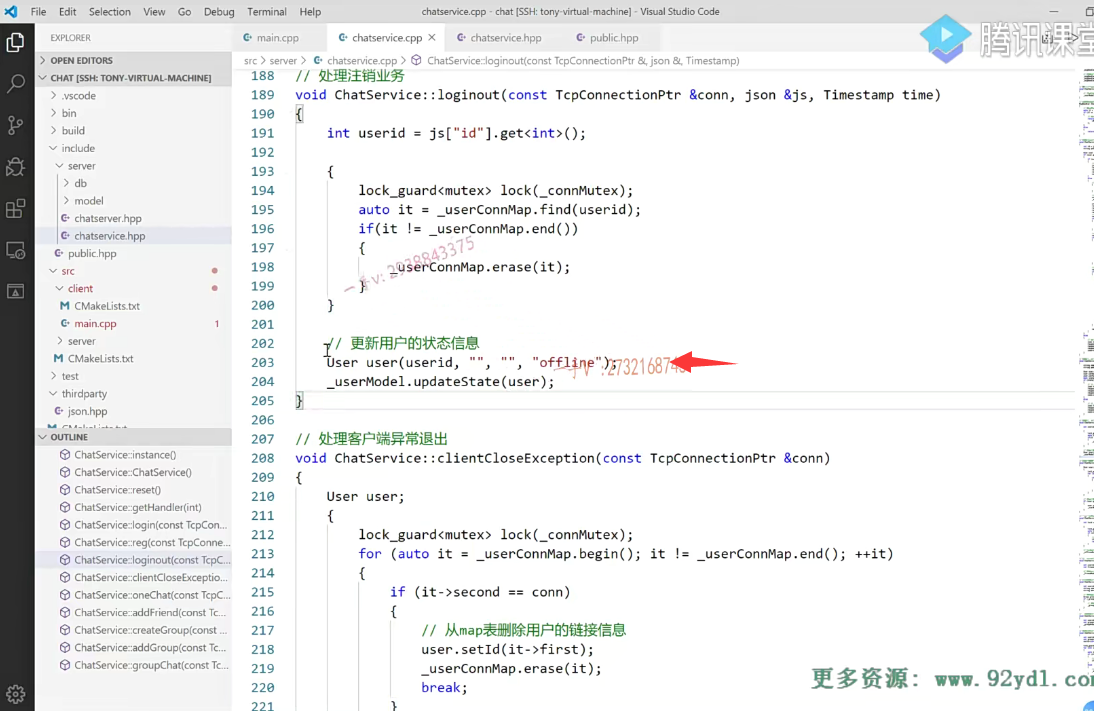 File Edit Selection View Go Debug Terminal Help chatservice.cpp - chat [SSH: tony-virtual-machine] - Visual Studio Code
EXPLORER
main.cpp chatservice.cpp chatservice.hpp public.hpp
腾讯课堂
OPEN EDITORS
CHAT [SSH: TONY-VIRTUAL-MACHINE]
.vscode
bin
build
include
server
db
model
chatserver.hpp
chatservice.hpp
public.hpp
src
client
CMakeLists.txt
main.cpp 1
server
CMakeLists.txt
test
thirdparty
json.hpp
CMakeLists.txt
OUTLINE
ChatService::instance()
ChatService::ChatService()
ChatService::reset()
ChatService::getHandler(int)
ChatService::login(const TcpCon...
ChatService::reg(const TcpConne...
ChatService::loginout(const TcpC...
ChatService::clientCloseExceptio...
ChatService::oneChat(const TcpC...
ChatService::addFriend(const Tc...
ChatService::createGroup(const ...
ChatService::addGroup(const Tc...
ChatService::groupChat(const Tc...
src > server > chatservice.cpp > ChatService::loginout(const TcpConnectionPtr &, json &, Timestamp)
188 // 处理注销业务
189 void ChatService::loginout(const TcpConnectionPtr &conn, json &js, Timestamp time)
190 {
191 int userid = js["id"].get<int>();
192
193 {
194 lock_guard<mutex> lock(_connMutex);
195 auto it = _userConnMap.find(userid);
196 if(it != _userConnMap.end())
197 {
198 _userConnMap.erase(it);
199 }
200 }
201
202 // 更新用户的状态信息
203 User user(userid, "", "", "offline");
204 _userModel.updateState(user);
205 }
206
207 // 处理客户端异常退出
208 void ChatService::clientCloseException(const TcpConnectionPtr &conn)
209 {
210 User user;
211 {
212 lock_guard<mutex> lock(_connMutex);
213 for (auto it = _userConnMap.begin(); it != _userConnMap.end(); ++it)
214 {
215 if (it->second == conn)
216 {
217 // 从map表删除用户的链接信息
218 user.setId(it->first);
219 _userConnMap.erase(it);
220 break;
221 }
v: 2938843375
更多资源: www.92ydl.com